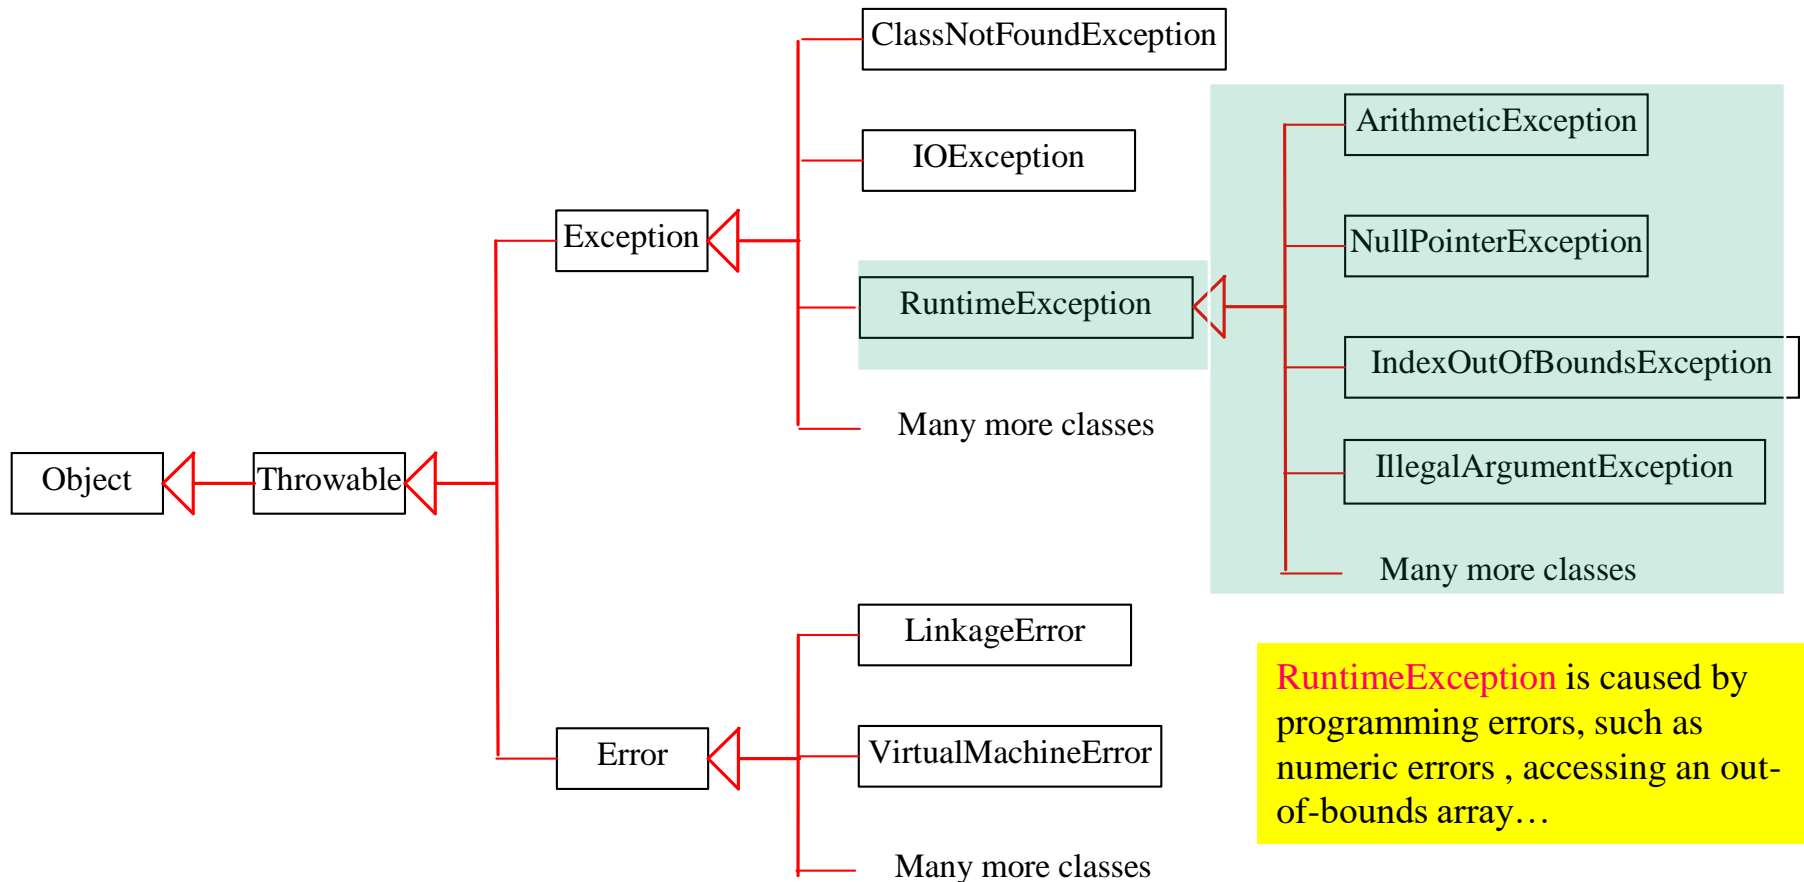 ClassNotFoundException
ArithmeticException
IOException
NullPointerException
Exception
RuntimeException
IndexOutOfBoundsException
Many more classes
IllegalArgumentException
Object
Throwable
Many more classes
LinkageError
RuntimeException is caused by
programming errors, such as
numeric errors , accessing an out-
of-bounds array…
Error
VirtualMachineError
Many more classes